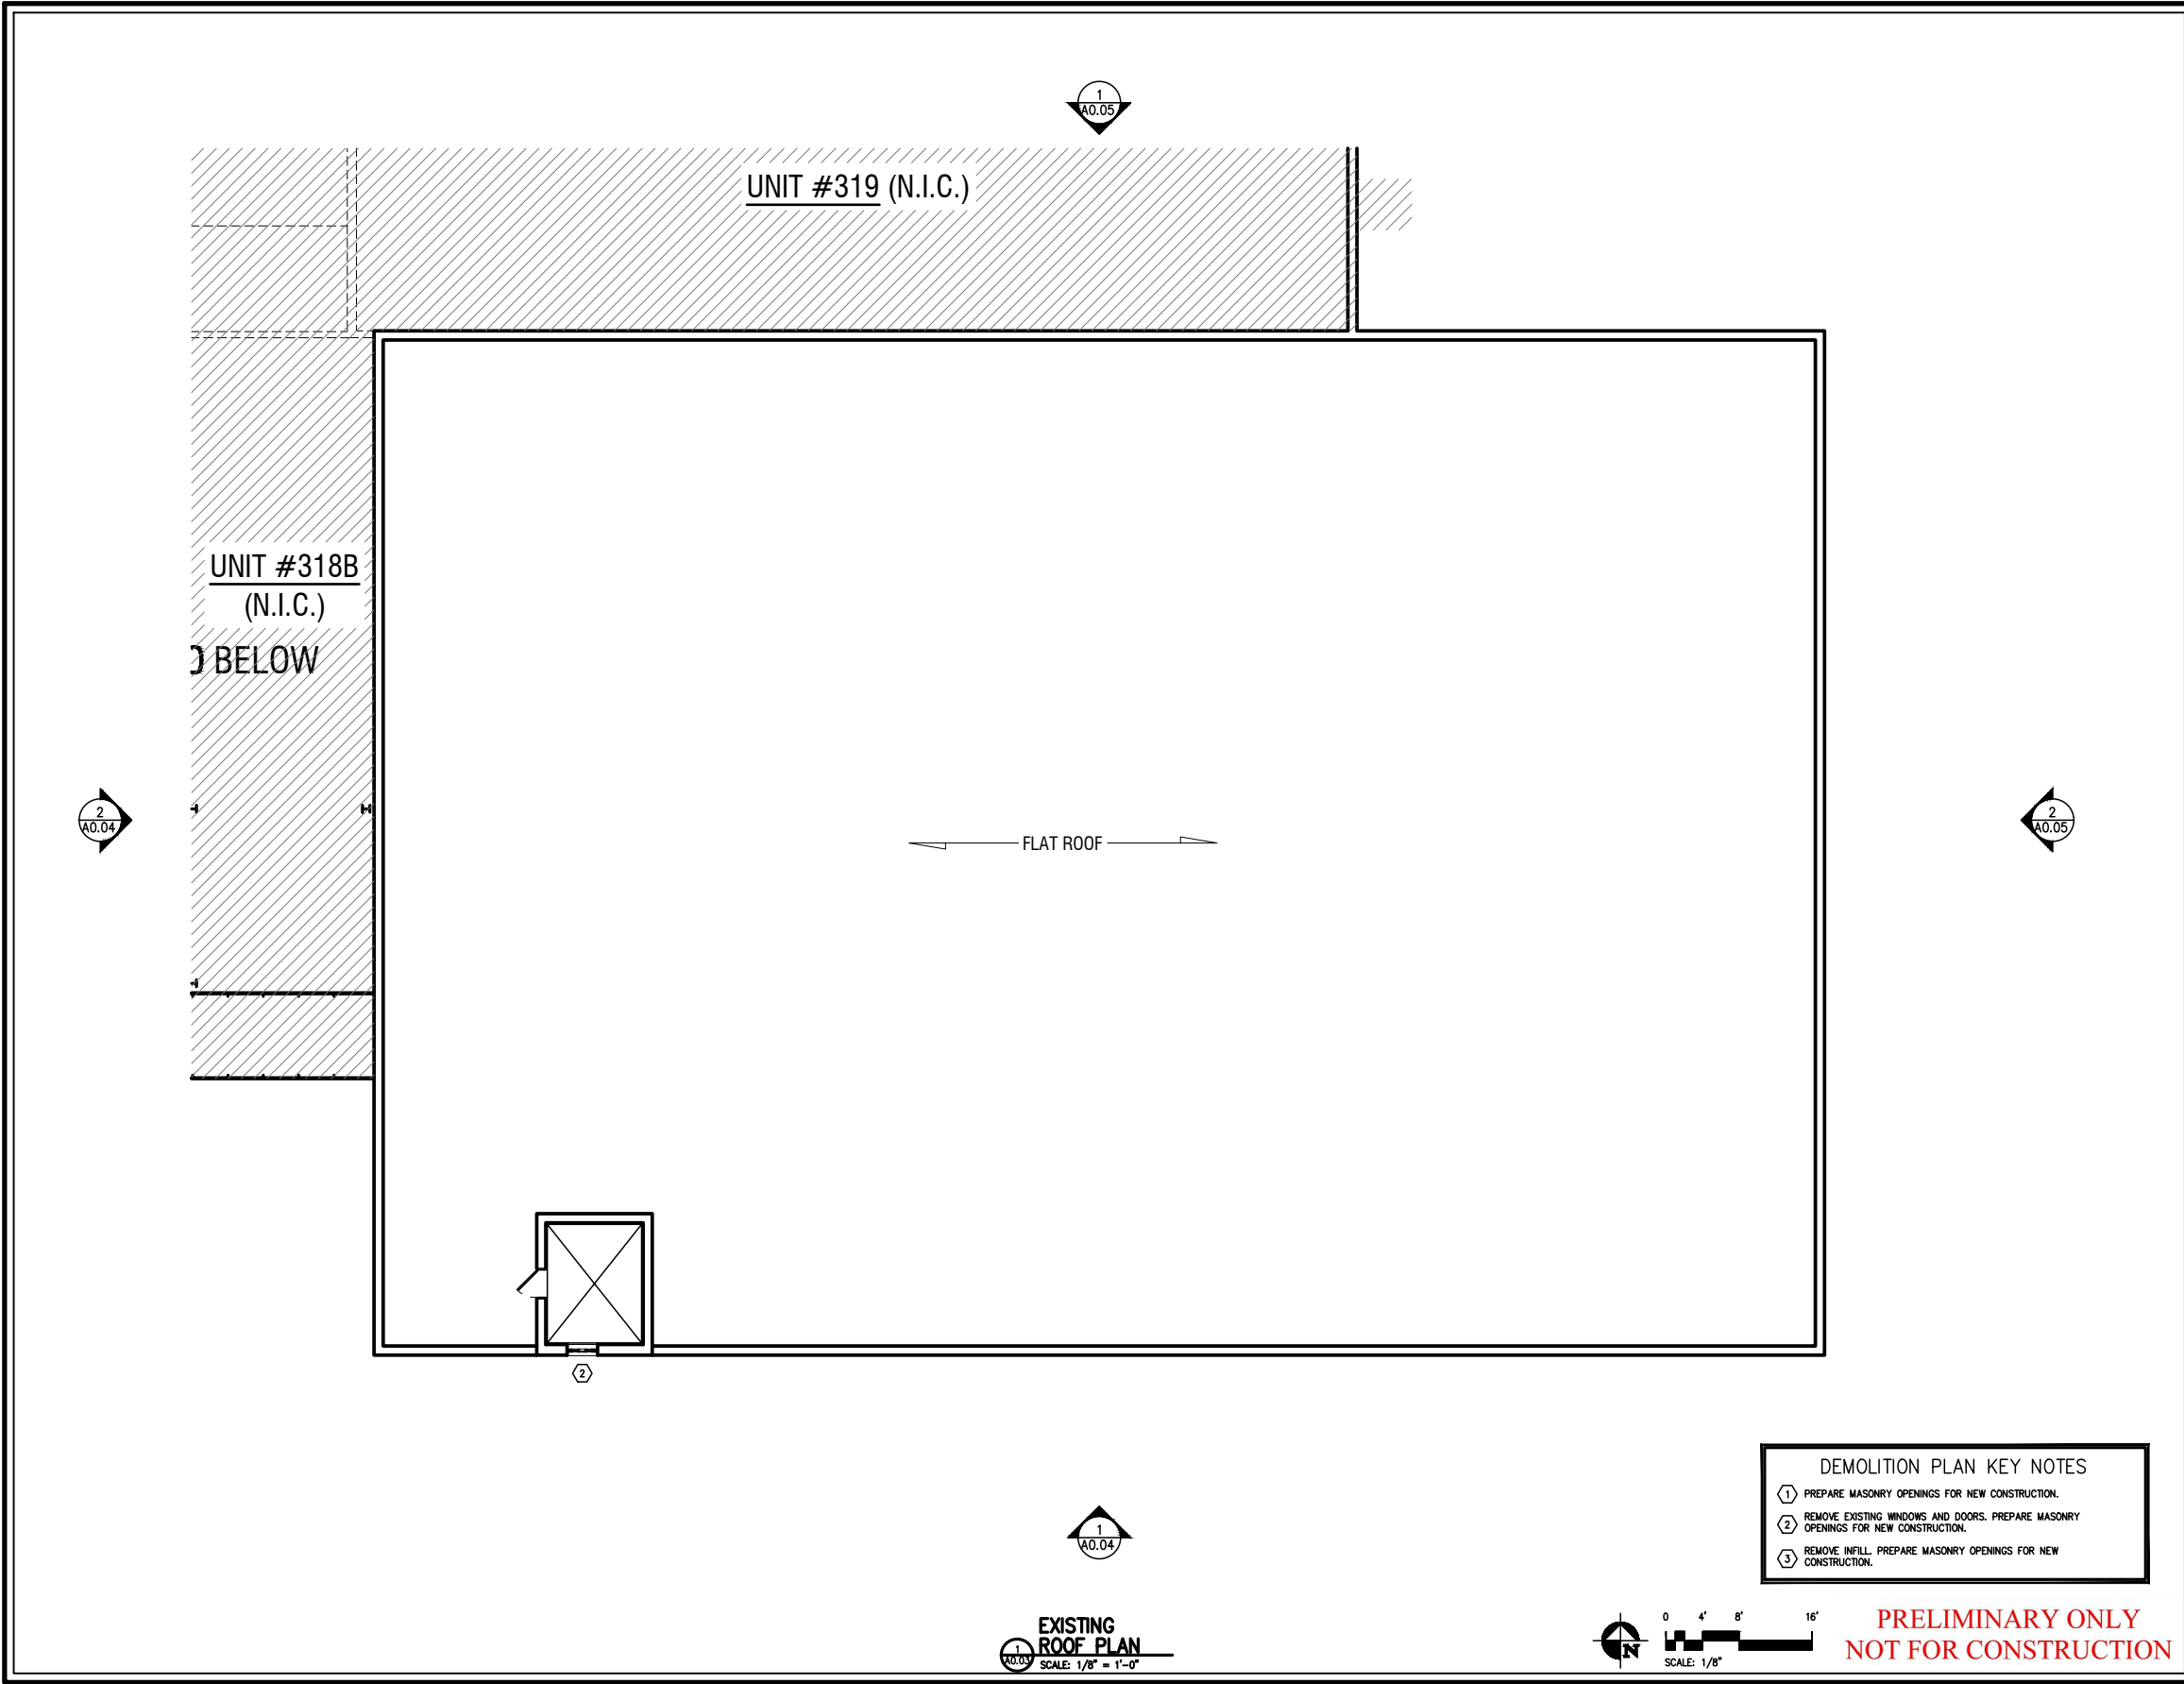 1
A0.05
UNIT #319 (N.I.C.)
UNIT #318B
(N.I.C.)
BELOW
2
A0.04
FLAT ROOF
2
A0.05
2
1
A0.04
DEMOLITION PLAN KEY NOTES
1 PREPARE MASONRY OPENINGS FOR NEW CONSTRUCTION.
2 REMOVE EXISTING WINDOWS AND DOORS. PREPARE MASONRY
OPENINGS FOR NEW CONSTRUCTION.
3 REMOVE INFILL. PREPARE MASONRY OPENINGS FOR NEW
CONSTRUCTION.
EXISTING
ROOF PLAN
1
A0.03
SCALE: 1/8" = 1'-0"
N
0 4' 8' 16'
SCALE: 1/8"
PRELIMINARY ONLY
NOT FOR CONSTRUCTION